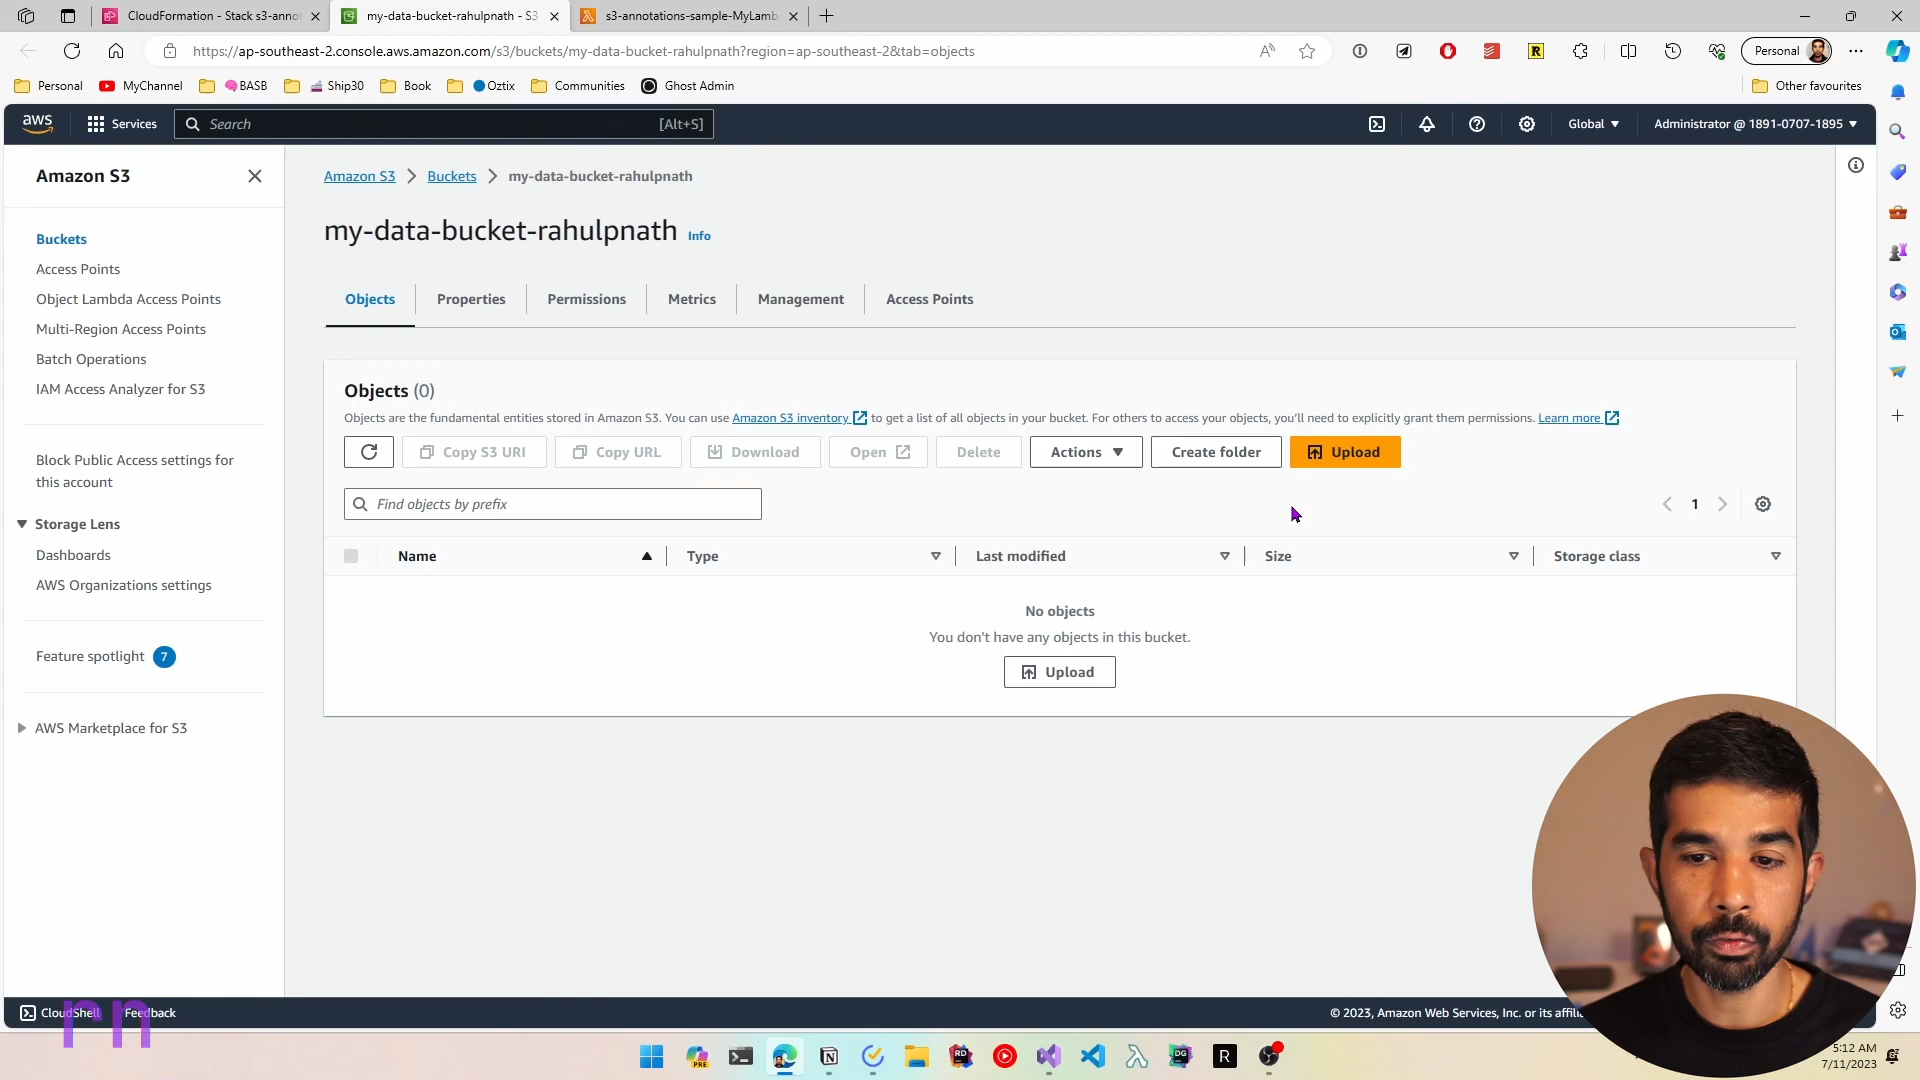 CloudFormation - Stack s3-annot
my-data-bucket-rahulpnath - S3
s3-annotations-sample-MyLamb
https://ap-southeast-2.console.aws.amazon.com/s3/buckets/my-data-bucket-rahulpnath?region=ap-southeast-2&tab=objects
Personal
Personal
MyChannel
BASB
Ship30
Book
Oztix
Communities
Ghost Admin
Other favourites
aws
Services
Search
[Alt+S]
Global
Administrator @ 1891-0707-1895
Amazon S3
Buckets
Access Points
Object Lambda Access Points
Multi-Region Access Points
Batch Operations
IAM Access Analyzer for S3
Block Public Access settings for
this account
Storage Lens
Dashboards
AWS Organizations settings
Feature spotlight 7
AWS Marketplace for S3
Amazon S3 > Buckets > my-data-bucket-rahulpnath
my-data-bucket-rahulpnath Info
Objects
Properties
Permissions
Metrics
Management
Access Points
Objects (0)
Objects are the fundamental entities stored in Amazon S3. You can use Amazon S3 inventory to get a list of all objects in your bucket. For others to access your objects, you'll need to explicitly grant them permissions. Learn more
Copy S3 URI
Copy URL
Download
Open
Delete
Actions
Create folder
Upload
Find objects by prefix
1
Name
Type
Last modified
Size
Storage class
No objects
You don't have any objects in this bucket.
Upload
CloudShell
Feedback
rn
© 2023, Amazon Web Services, Inc. or its affili
PRE
RD
DG
R
5:12 AM
7/11/2023